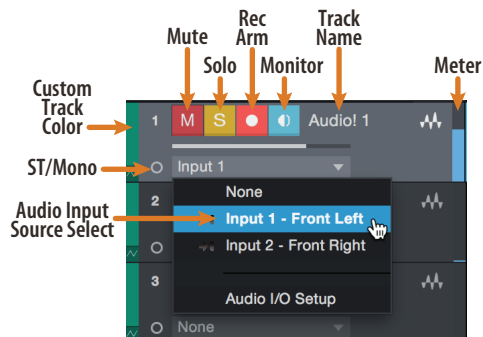 Rec
Mute Arm Track Name
Solo Monitor Meter
Custom Track Color
1 M S Audio! 1
ST/Mono Input 1
None
2
Audio Input Source Select Input 1 - Front Left
Input 2 - Front Right
3
Audio I/O Setup
None